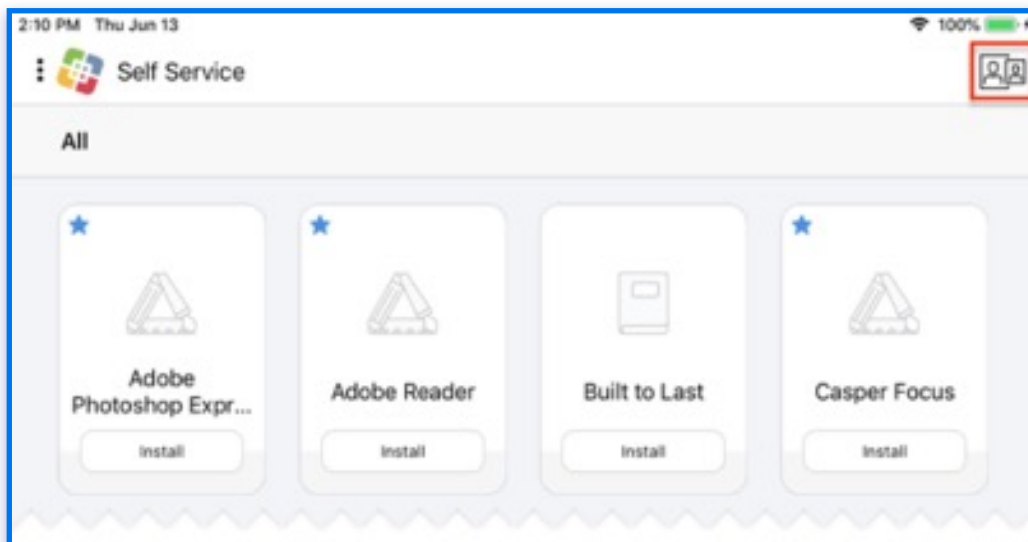 2:10 PM Thu Jun 13
100%
Self Service
All
Adobe
Photoshop Expr...
Install
Adobe Reader
Install
Built to Last
Install
Casper Focus
Install